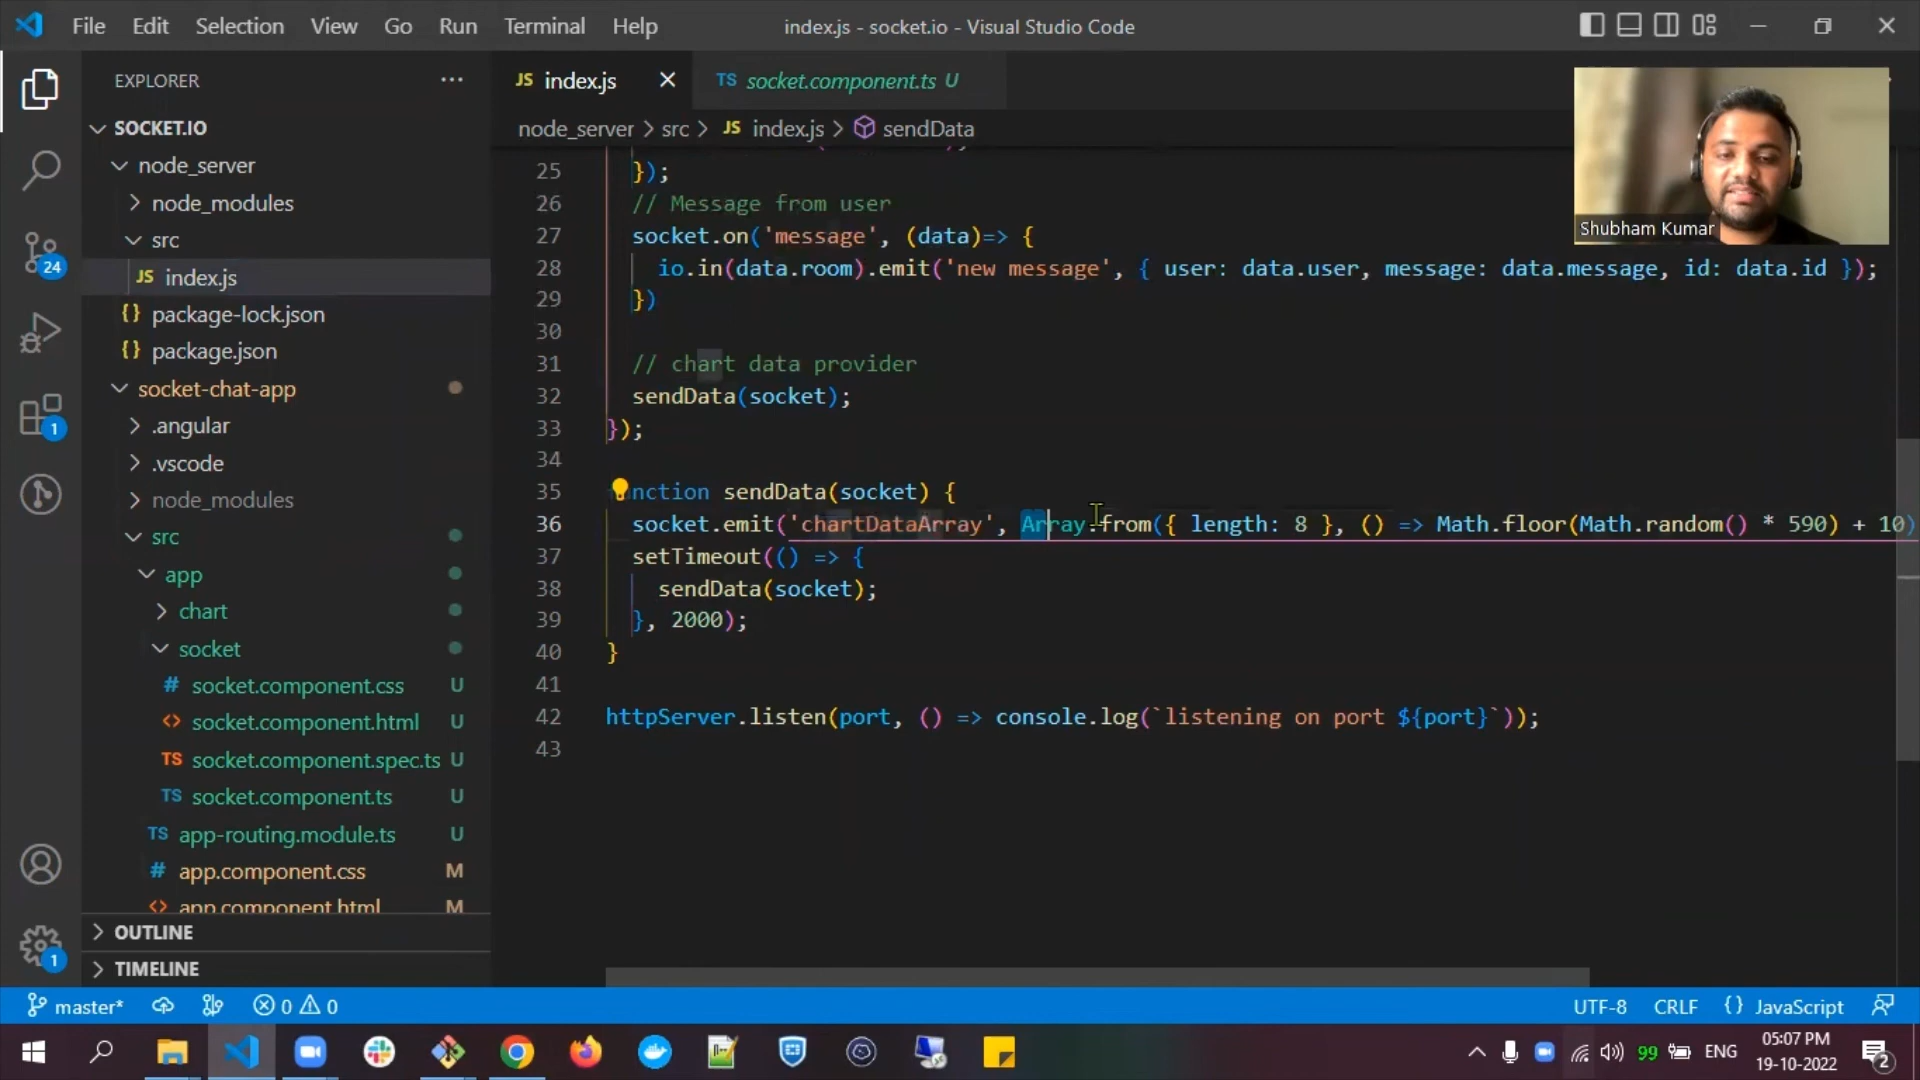 File Edit Selection View Go Run Terminal Help
index.js - socket.io - Visual Studio Code
EXPLORER
SOCKET.IO
node_server
node_modules
src
JS index.js
{} package-lock.json
{} package.json
socket-chat-app
.angular
.vscode
node_modules
src
app
chart
socket
# socket.component.css U
<> socket.component.html U
TS socket.component.spec.ts U
TS socket.component.ts U
TS app-routing.module.ts U
# app.component.css M
<> app.component.html M
OUTLINE
TIMELINE
24
1
1
JS index.js
TS socket.component.ts U
node_server > src > JS index.js > sendData
Shubham Kumar
25 });
26 // Message from user
27 socket.on('message', (data)=> {
28 io.in(data.room).emit('new message', { user: data.user, message: data.message, id: data.id });
29 })
30
31 // chart data provider
32 sendData(socket);
33 });
34
35 nction sendData(socket) {
36 socket.emit('chartDataArray', Array.from({ length: 8 }, () => Math.floor(Math.random() * 590) + 10)
37 setTimeout(() => {
38 sendData(socket);
39 }, 2000);
40 }
41
42 httpServer.listen(port, () => console.log(`listening on port ${port}`));
43
master* 0 0
UTF-8 CRLF {} JavaScript
99 ENG
05:07 PM
19-10-2022
2